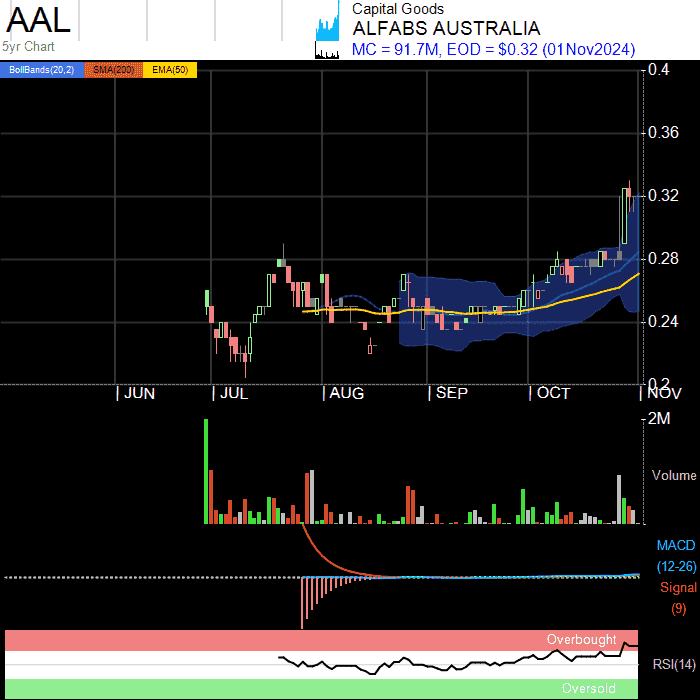 AAL
5yr Chart
Capital Goods
ALFABS AUSTRALIA
MC = 91.7M, EOD = $0.32 (01Nov2024)
BollBands(20,2) SMA(200) EMA(50)
0.4
0.36
0.32
0.28
0.24
0.2
JUN JUL AUG SEP OCT NOV
2M
Volume
MACD
(12-26)
Signal
(9)
Overbought
RSI(14)
Oversold